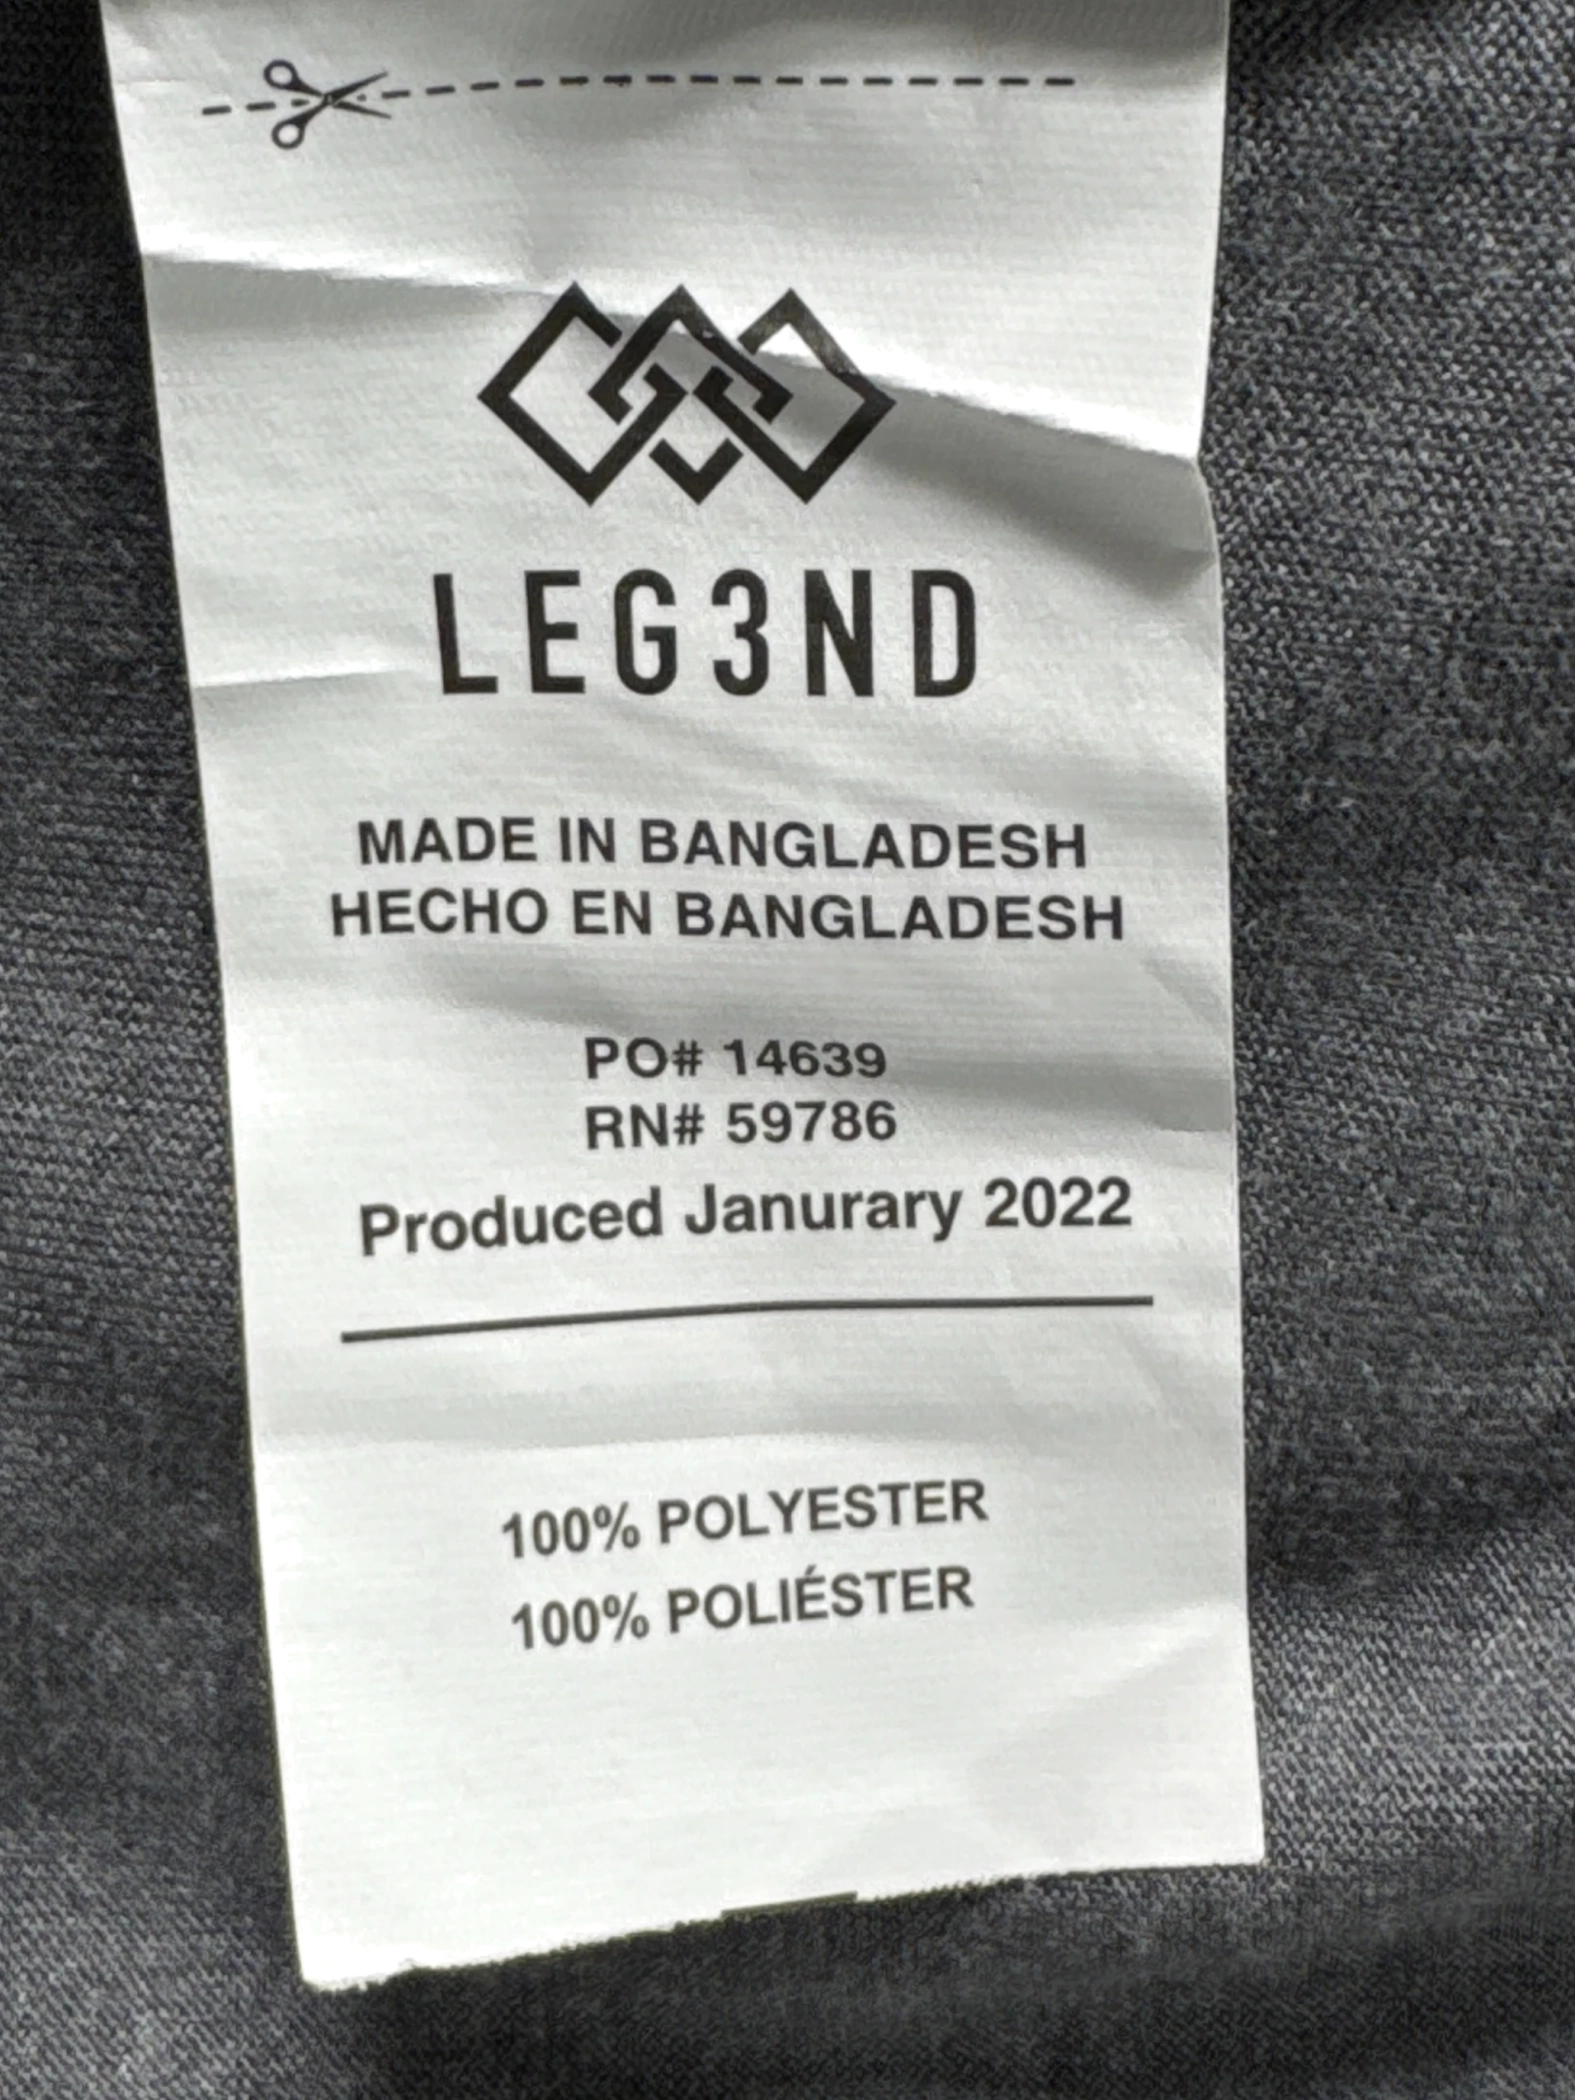 LEG3ND
MADE IN BANGLADESH
HECHO EN BANGLADESH
PO# 14639
RN# 59786
Produced Janurary 2022
100% POLYESTER
100% POLIÉSTER